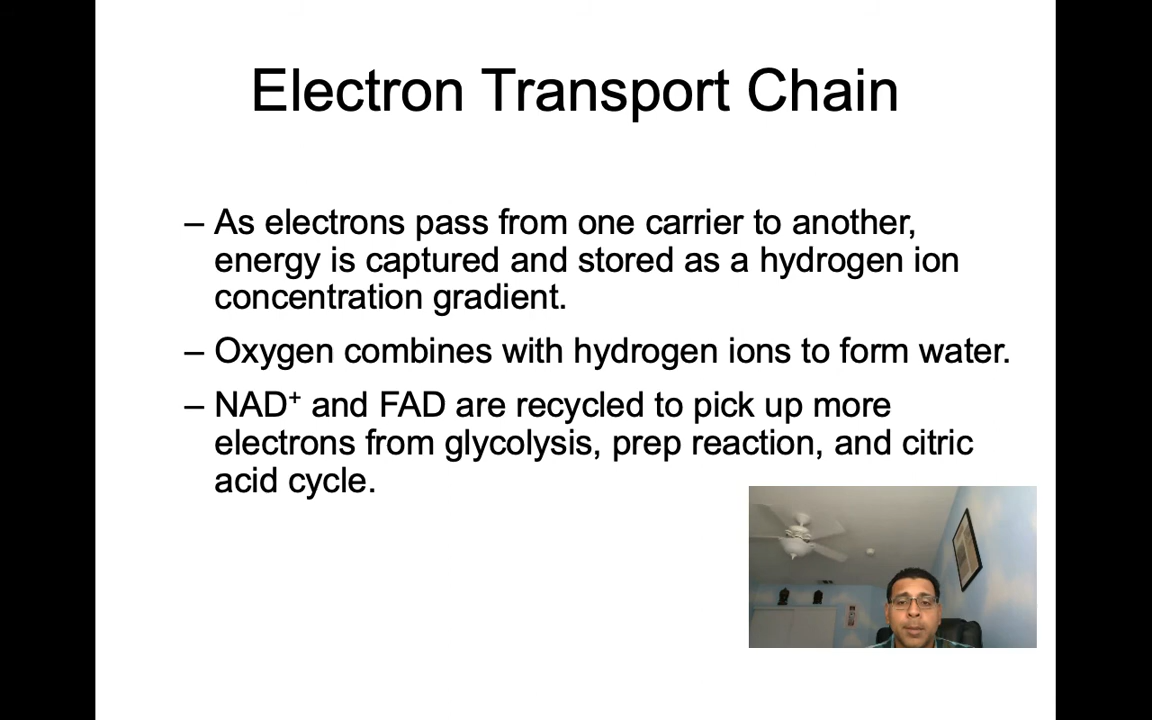 Electron Transport Chain
– As electrons pass from one carrier to another,
energy is captured and stored as a hydrogen ion
concentration gradient.
– Oxygen combines with hydrogen ions to form water.
– NAD⁺ and FAD are recycled to pick up more
electrons from glycolysis, prep reaction, and citric
acid cycle.